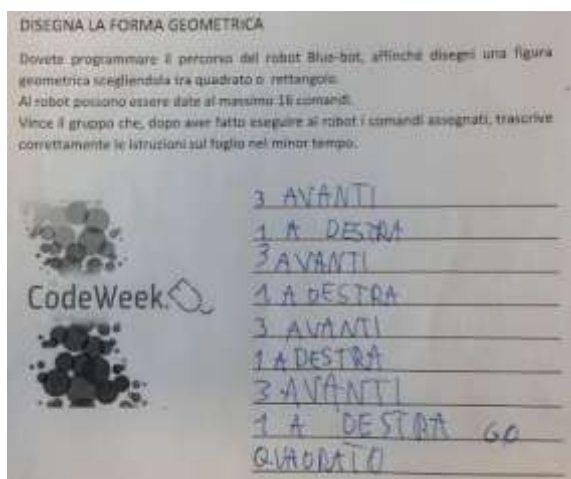 DISEGNA LA FORMA GEOMETRICA
Dovete programmare il percorso del robot Blue-bot, affinché disegni una figura
geometrica scegliendola tra quadrato o rettangolo.
Al robot possono essere date al massimo 16 comandi.
Vince il gruppo che, dopo aver fatto eseguire al robot i comandi assegnati, trascrive
correttamente le istruzioni sul foglio nel minor tempo.
3 AVANTI
1 A DESTRA
3 AVANTI
1 A DESTRA
CodeWeek
3 AVANTI
1 A DESTRA
3 AVANTI
1 A DESTRA GO
QUADRATO